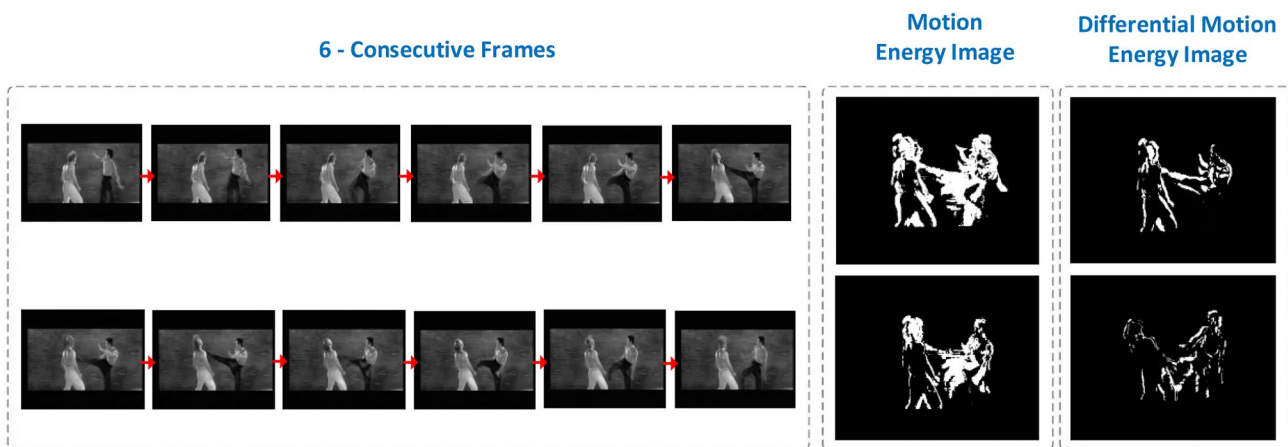 6 - Consecutive Frames
Motion
Energy Image
Differential Motion
Energy Image